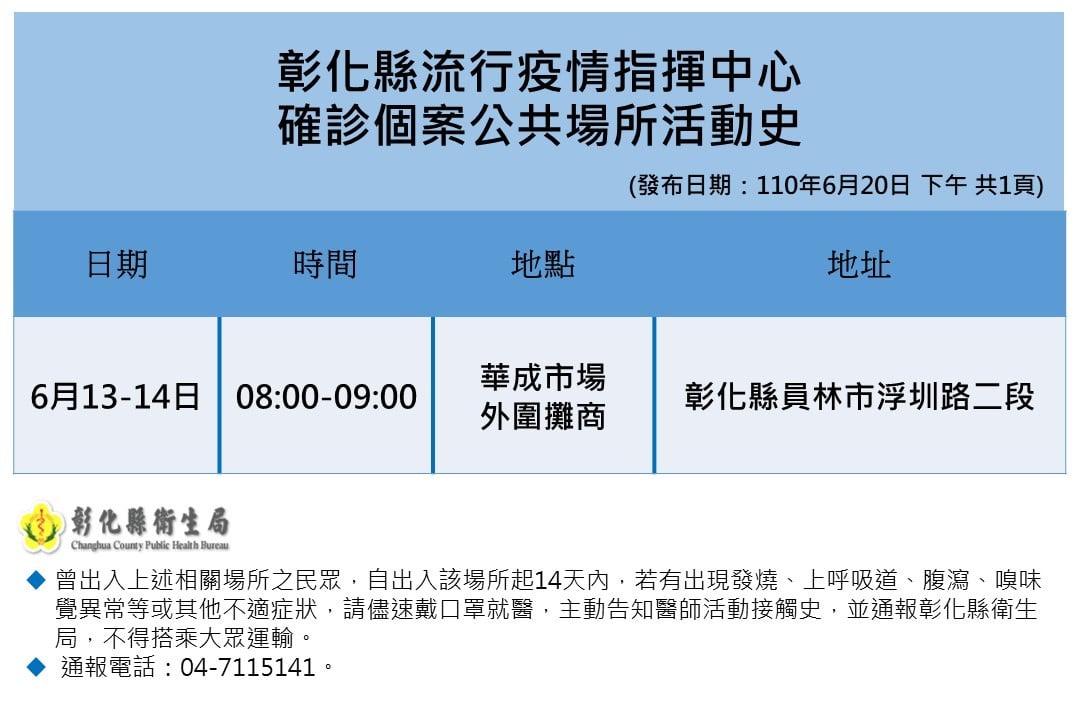 彰化縣流行疫情指揮中心
確診個案公共場所活動史
(發布日期：110年6月20日 下午 共1頁)
日期 時間 地點 地址
6月13-14日 08:00-09:00 華成市場 外圍攤商 彰化縣員林市浮圳路二段
彰化縣衛生局
Changhua County Public Health Bureau
◆ 曾出入上述相關場所之民眾，自出入該場所起14天內，若有出現發燒、上呼吸道、腹瀉、嗅味
覺異常等或其他不適症狀，請儘速戴口罩就醫，主動告知醫師活動接觸史，並通報彰化縣衛生
局，不得搭乘大眾運輸。
◆ 通報電話：04-7115141。